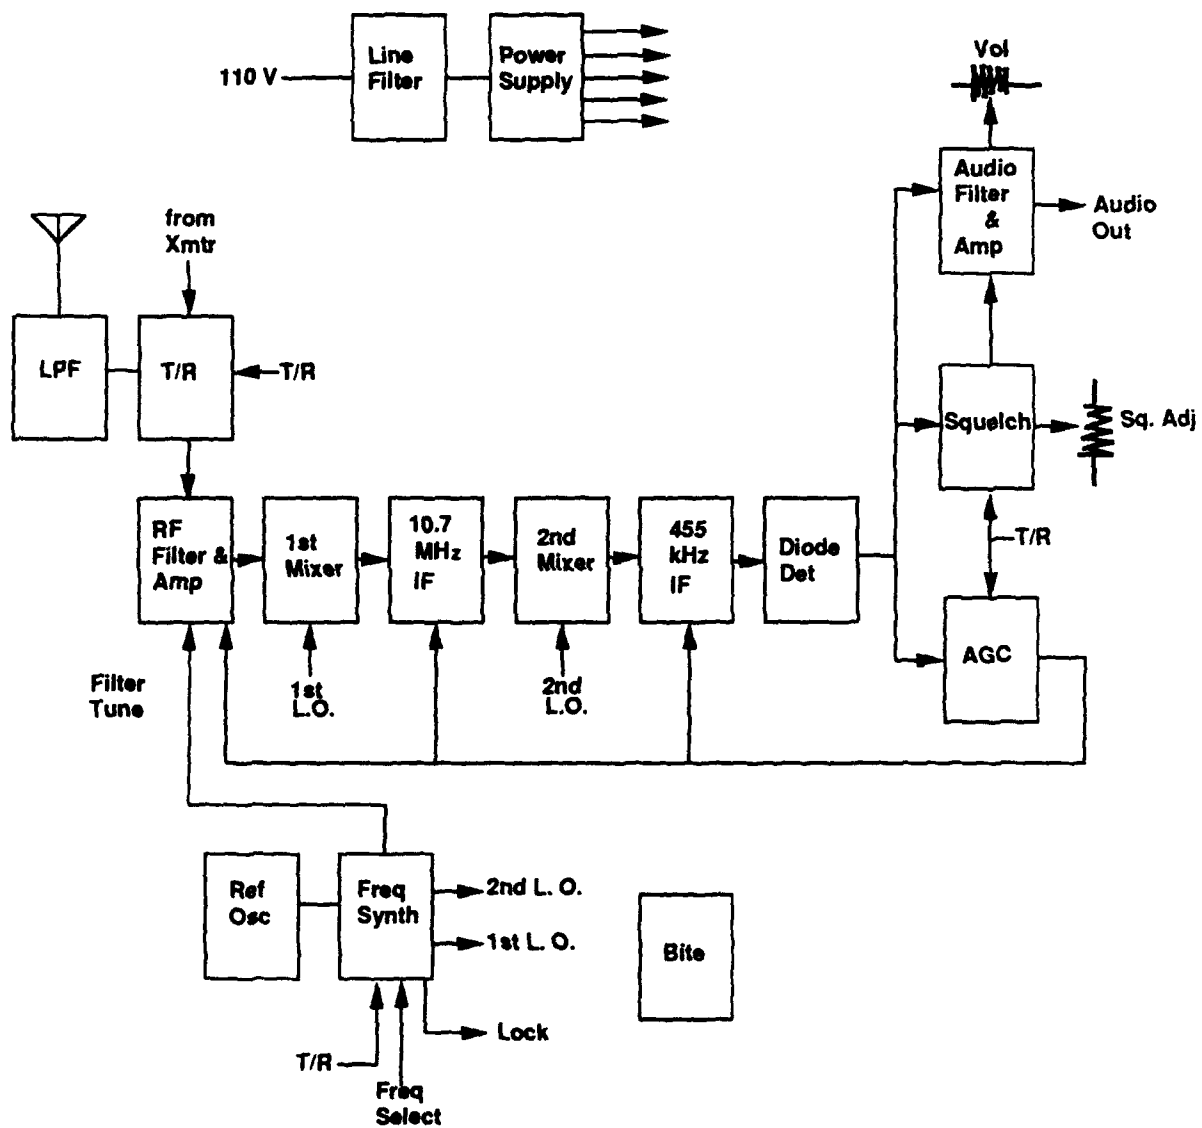 110 V
Line
Filter
Power
Supply
Vol
Audio
Filter
&
Amp
Audio
Out
from
Xmtr
LPF
T/R
T/R
Squelch
Sq. Adj
RF
Filter &
Amp
1st
Mixer
10.7
MHz
IF
2nd
Mixer
455
kHz
IF
Diode
Det
T/R
AGC
Filter
Tune
1st
L.O.
2nd
L.O.
Ref
Osc
Freq
Synth
2nd L. O.
1st L. O.
Bite
Lock
T/R
Freq
Select